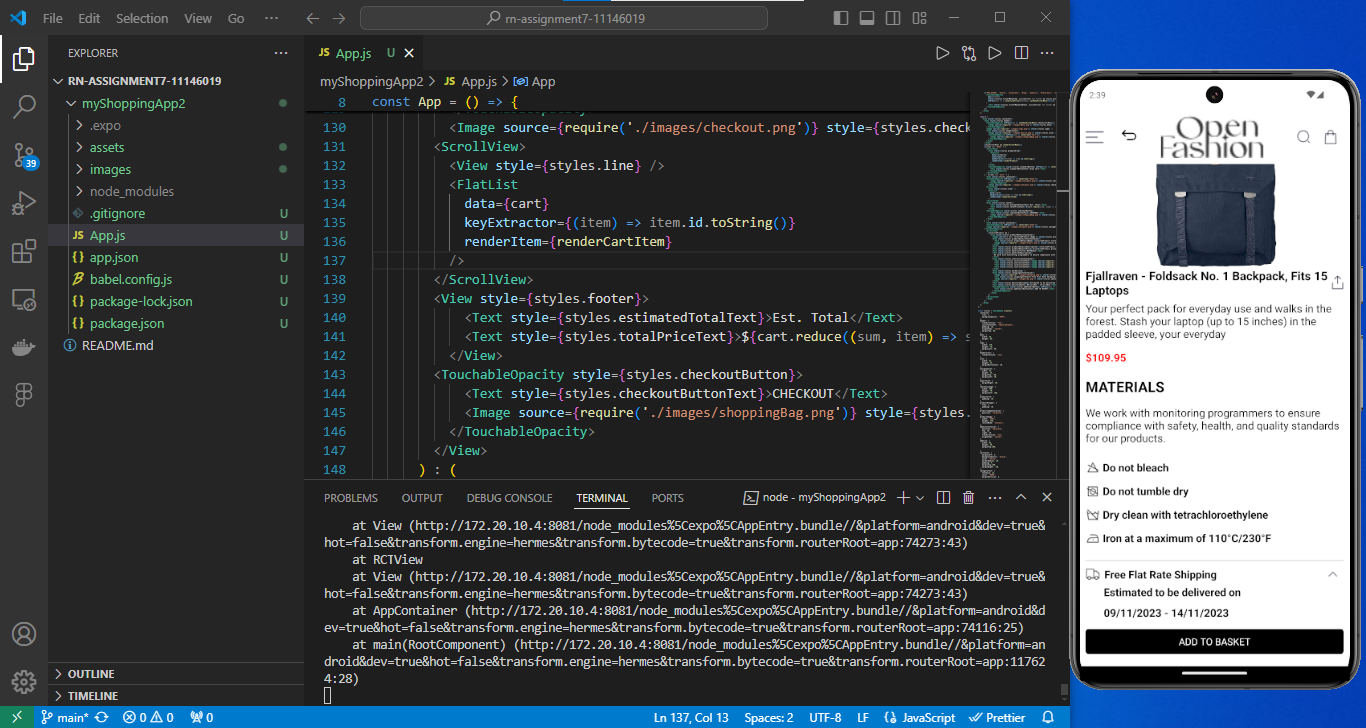 File Edit Selection View Go ··· rn-assignment7-11146019
EXPLORER ···
RN-ASSIGNMENT7-11146019
myShoppingApp2
.expo
assets
images
node_modules
.gitignore U
JS App.js U
{} app.json U
babel.config.js U
{} package-lock.json U
{} package.json U
README.md
OUTLINE
TIMELINE
39
JS App.js U
myShoppingApp2 > JS App.js > App
8 const App = () => {
130 <Image source={require('./images/checkout.png')} style={styles.check
131 <ScrollView>
132 <View style={styles.line} />
133 <FlatList
134 data={cart}
135 keyExtractor={(item) => item.id.toString()}
136 renderItem={renderCartItem}
137 />
138 </ScrollView>
139 <View style={styles.footer}>
140 <Text style={styles.estimatedTotalText}>Est. Total</Text>
141 <Text style={styles.totalPriceText}>${cart.reduce((sum, item) => s
142 </View>
143 <TouchableOpacity style={styles.checkoutButton}>
144 <Text style={styles.checkoutButtonText}>CHECKOUT</Text>
145 <Image source={require('./images/shoppingBag.png')} style={styles.
146 </TouchableOpacity>
147 </View>
148 ) : (
PROBLEMS OUTPUT DEBUG CONSOLE TERMINAL PORTS node - myShoppingApp2
at View (http://172.20.10.4:8081/node_modules%5Cexpo%5CAppEntry.bundle//&platform=android&dev=true&
hot=false&transform.engine=hermes&transform.bytecode=true&transform.routerRoot=app:74273:43)
at RCTView
at View (http://172.20.10.4:8081/node_modules%5Cexpo%5CAppEntry.bundle//&platform=android&dev=true&
hot=false&transform.engine=hermes&transform.bytecode=true&transform.routerRoot=app:74273:43)
at AppContainer (http://172.20.10.4:8081/node_modules%5Cexpo%5CAppEntry.bundle//&platform=android&d
ev=true&hot=false&transform.engine=hermes&transform.bytecode=true&transform.routerRoot=app:74116:25)
at main(RootComponent) (http://172.20.10.4:8081/node_modules%5Cexpo%5CAppEntry.bundle//&platform=an
droid&dev=true&hot=false&transform.engine=hermes&transform.bytecode=true&transform.routerRoot=app:11762
4:28)
main* 0 0 0 Ln 137, Col 13 Spaces: 2 UTF-8 LF {} JavaScript Prettier
2:39
Open
Fashion
Fjallraven - Foldsack No. 1 Backpack, Fits 15
Laptops
Your perfect pack for everyday use and walks in the
forest. Stash your laptop (up to 15 inches) in the
padded sleeve, your everyday
$109.95
MATERIALS
We work with monitoring programmers to ensure
compliance with safety, health, and quality standards
for our products.
Do not bleach
Do not tumble dry
Dry clean with tetrachloroethylene
Iron at a maximum of 110°C/230°F
Free Flat Rate Shipping
Estimated to be delivered on
09/11/2023 - 14/11/2023
ADD TO BASKET